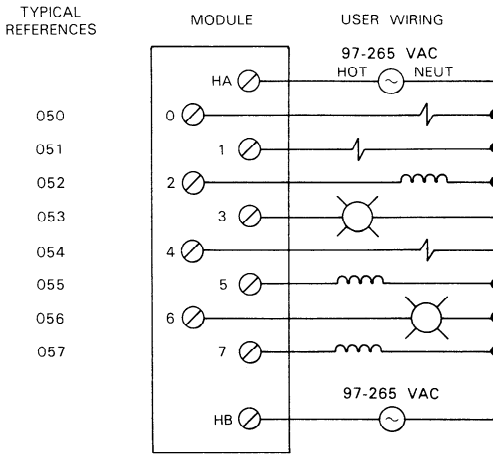 TYPICAL
REFERENCES
MODULE
USER WIRING
97-265 VAC
HOT NEUT
HA
050 0
051 1
052 2
053 3
054 4
055 5
056 6
057 7
97-265 VAC
HB